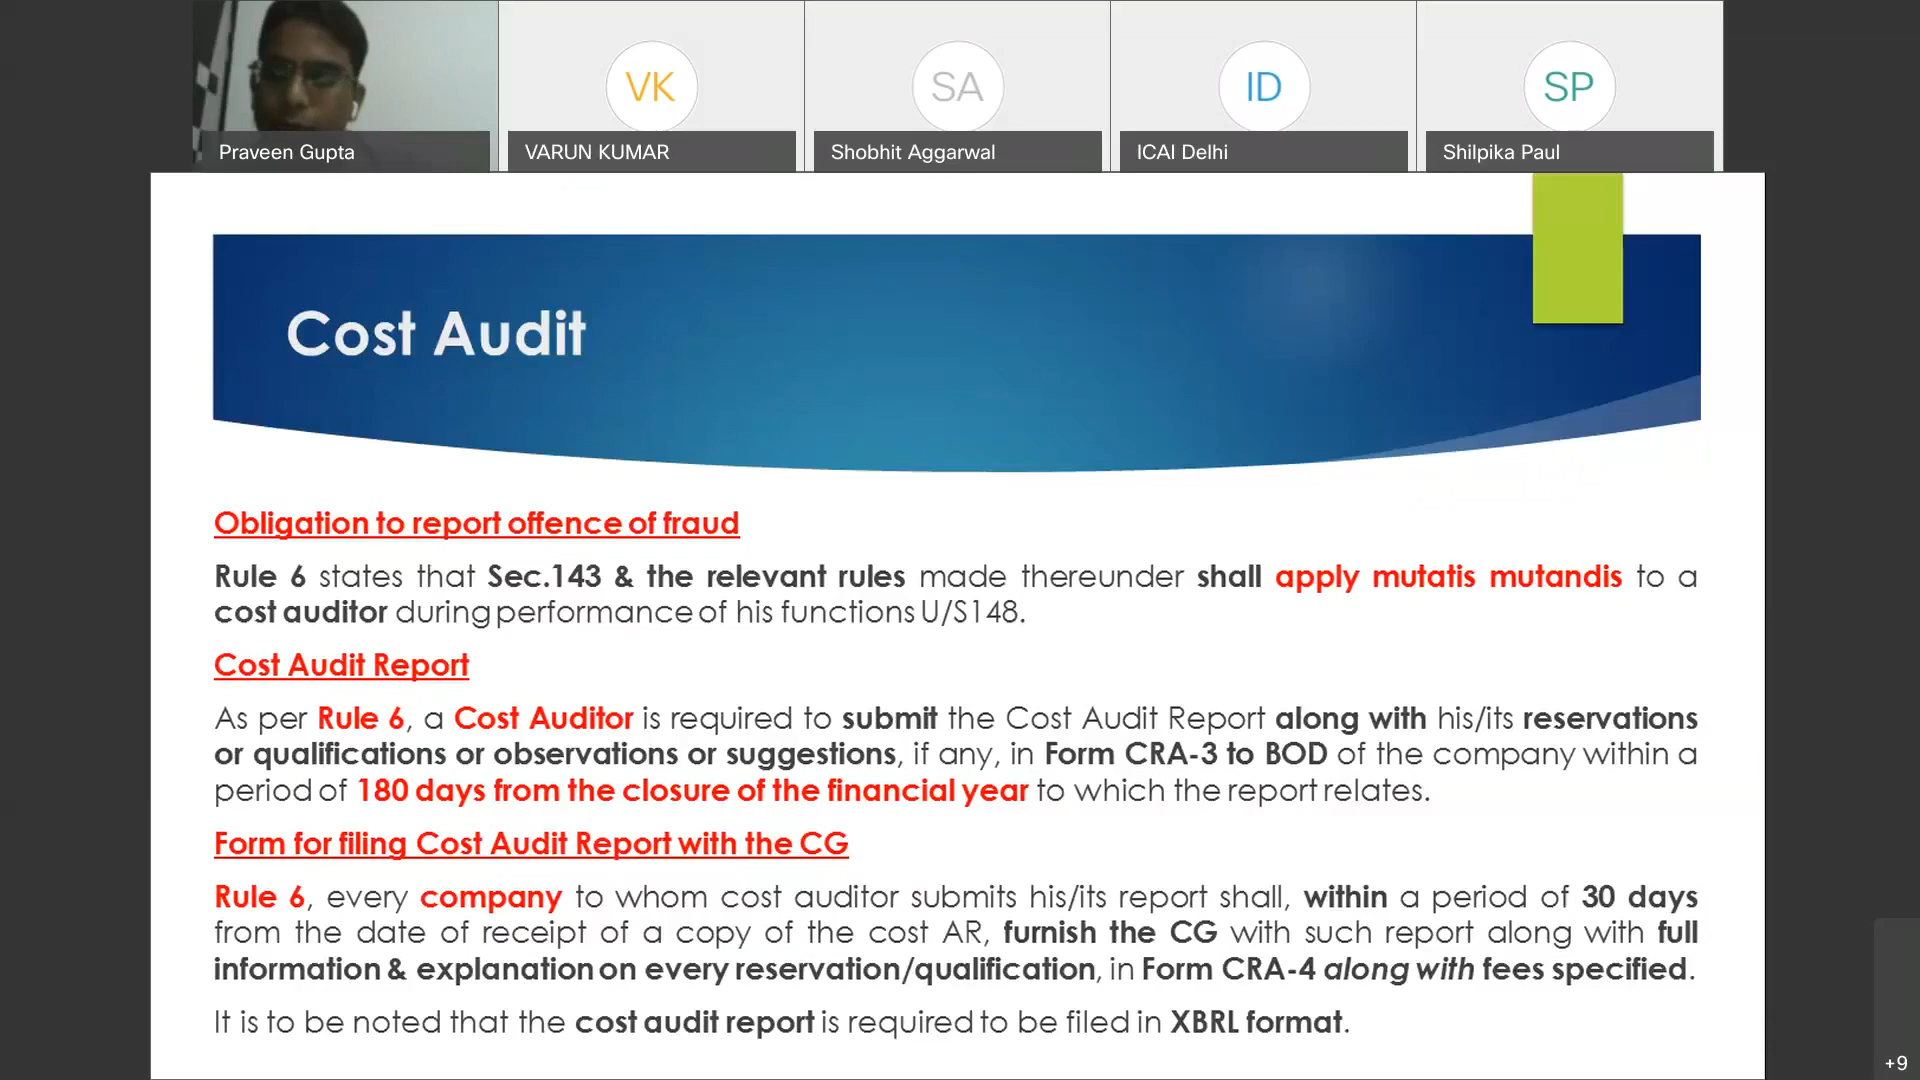 VK
SA
ID
SP
Praveen Gupta
VARUN KUMAR
Shobhit Aggarwal
ICAI Delhi
Shilpika Paul
Cost Audit
Obligation to report offence of fraud
Rule 6 states that Sec.143 & the relevant rules made thereunder shall apply mutatis mutandis to a
cost auditor during performance of his functions U/S148.
Cost Audit Report
As per Rule 6, a Cost Auditor is required to submit the Cost Audit Report along with his/its reservations
or qualifications or observations or suggestions, if any, in Form CRA-3 to BOD of the company within a
period of 180 days from the closure of the financial year to which the report relates.
Form for filing Cost Audit Report with the CG
Rule 6, every company to whom cost auditor submits his/its report shall, within a period of 30 days
from the date of receipt of a copy of the cost AR, furnish the CG with such report along with full
information & explanation on every reservation/qualification, in Form CRA-4 along with fees specified.
It is to be noted that the cost audit report is required to be filed in XBRL format.
+9